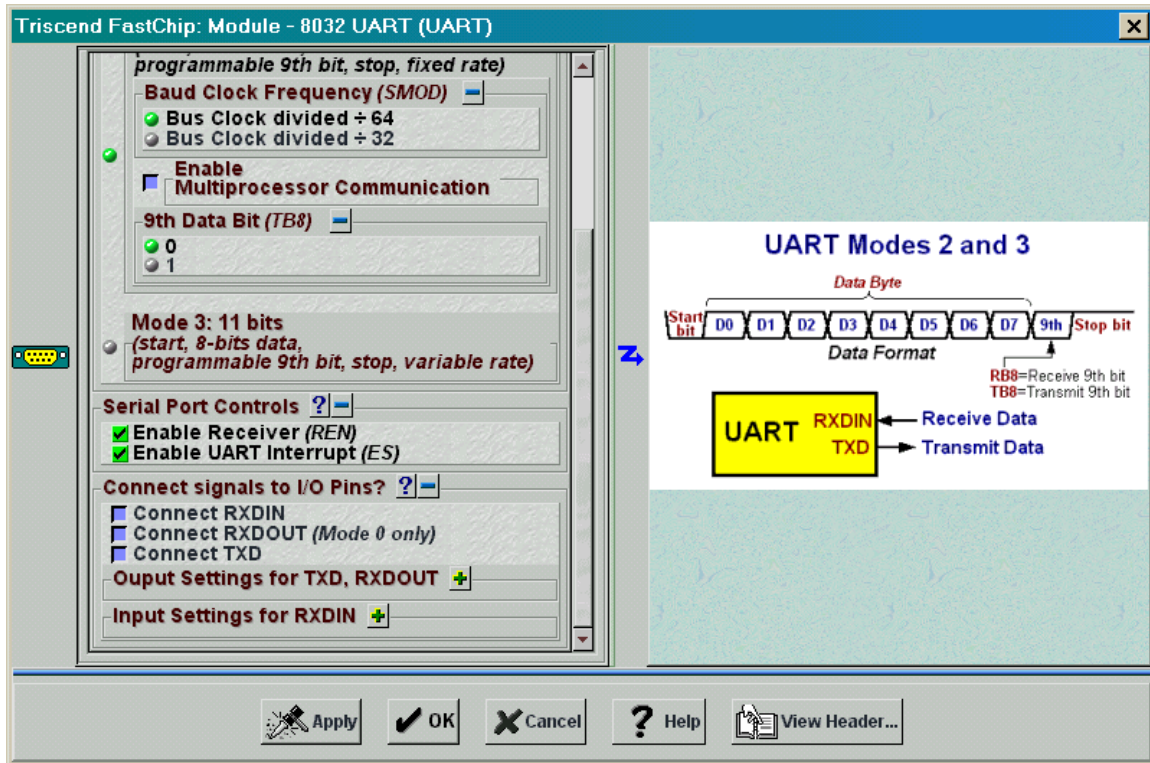 Triscend FastChip: Module - 8032 UART (UART)
programmable 9th bit, stop, fixed rate)
Baud Clock Frequency (SMOD)
Bus Clock divided ÷ 64
Bus Clock divided ÷ 32
Enable
Multiprocessor Communication
9th Data Bit (TB8)
0
1
Mode 3: 11 bits
(start, 8-bits data,
programmable 9th bit, stop, variable rate)
Serial Port Controls ?
Enable Receiver (REN)
Enable UART Interrupt (ES)
Connect signals to I/O Pins? ?
Connect RXDIN
Connect RXDOUT (Mode 0 only)
Connect TXD
Ouput Settings for TXD, RXDOUT
Input Settings for RXDIN
UART Modes 2 and 3
Data Byte
Start bit D0 D1 D2 D3 D4 D5 D6 D7 9th Stop bit
Data Format
RB8=Receive 9th bit
TB8=Transmit 9th bit
UART RXDIN Receive Data
TXD Transmit Data
Apply OK Cancel ? Help View Header...